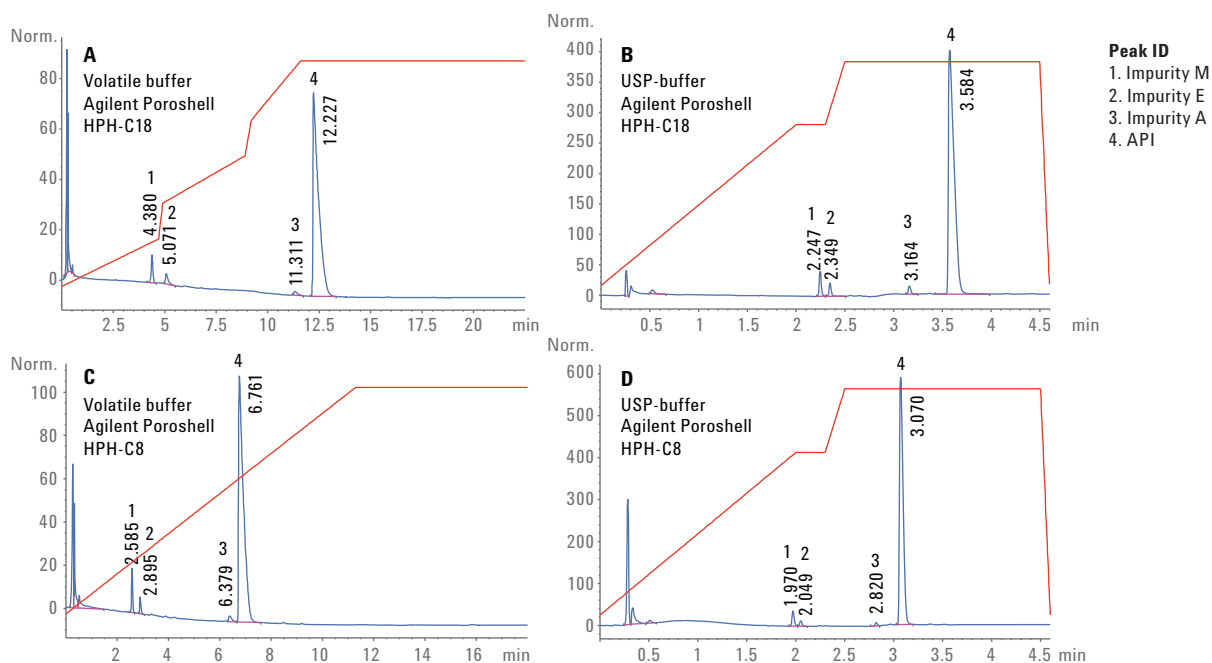 Norm.
A
Volatile buffer
Agilent Poroshell
HPH-C18
80
60
40
20
0
1
4.380
2
5.071
3
11.311
4
12.227
2.5 5 7.5 10 12.5 15 17.5 20 min
Norm.
B
USP-buffer
Agilent Poroshell
HPH-C18
400
350
300
250
200
150
100
50
0
1
2.247
2
2.349
3
3.164
4
3.584
0.5 1 1.5 2 2.5 3 3.5 4 4.5 min
Peak ID
1. Impurity M
2. Impurity E
3. Impurity A
4. API
Norm.
C
Volatile buffer
Agilent Poroshell
HPH-C8
100
80
60
40
20
0
1
2.585
2
2.895
3
6.379
4
6.761
2 4 6 8 10 12 14 16 min
Norm.
D
USP-buffer
Agilent Poroshell
HPH-C8
600
500
400
300
200
100
0
1
1.970
2
2.049
3
2.820
4
3.070
0.5 1 1.5 2 2.5 3 3.5 4 4.5 min